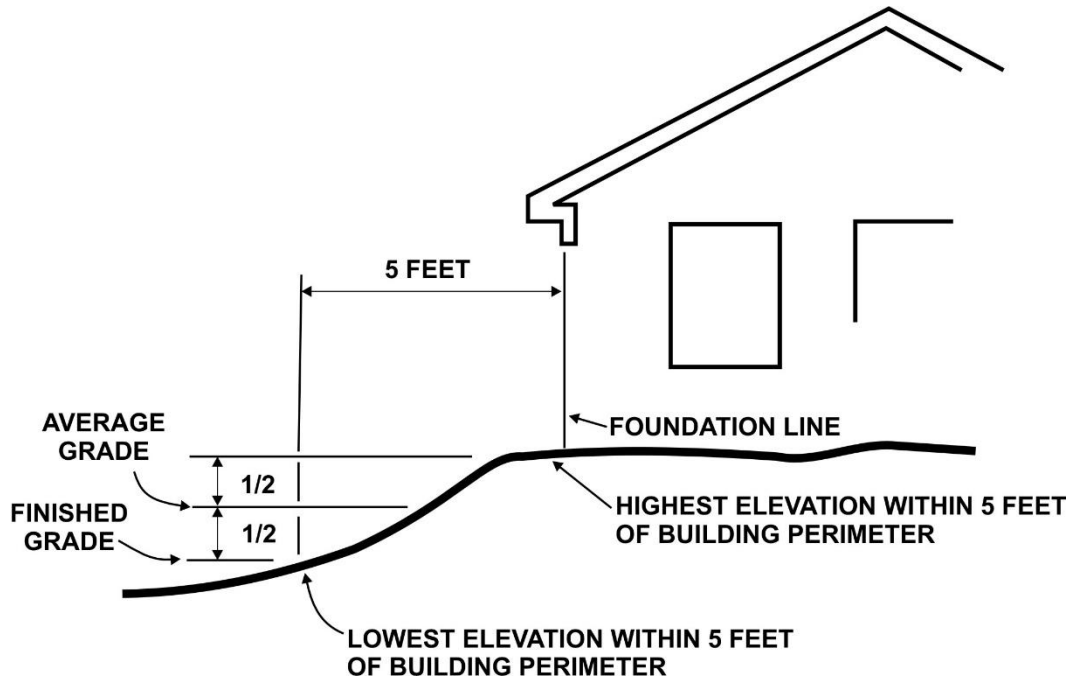 5 FEET
AVERAGE
GRADE
1/2
FOUNDATION LINE
FINISHED
GRADE
1/2
HIGHEST ELEVATION WITHIN 5 FEET
OF BUILDING PERIMETER
LOWEST ELEVATION WITHIN 5 FEET
OF BUILDING PERIMETER